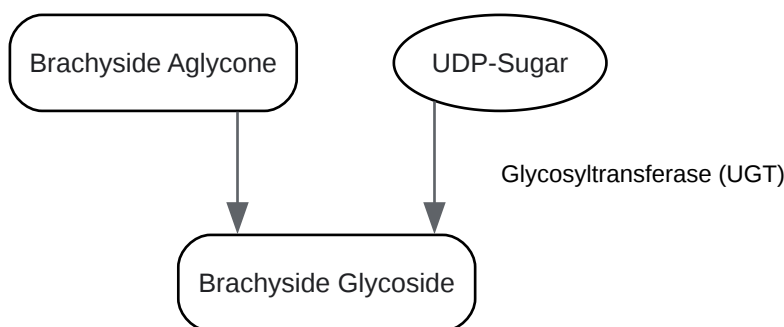 Brachyside Aglycone
UDP-Sugar
Glycosyltransferase (UGT)
Brachyside Glycoside